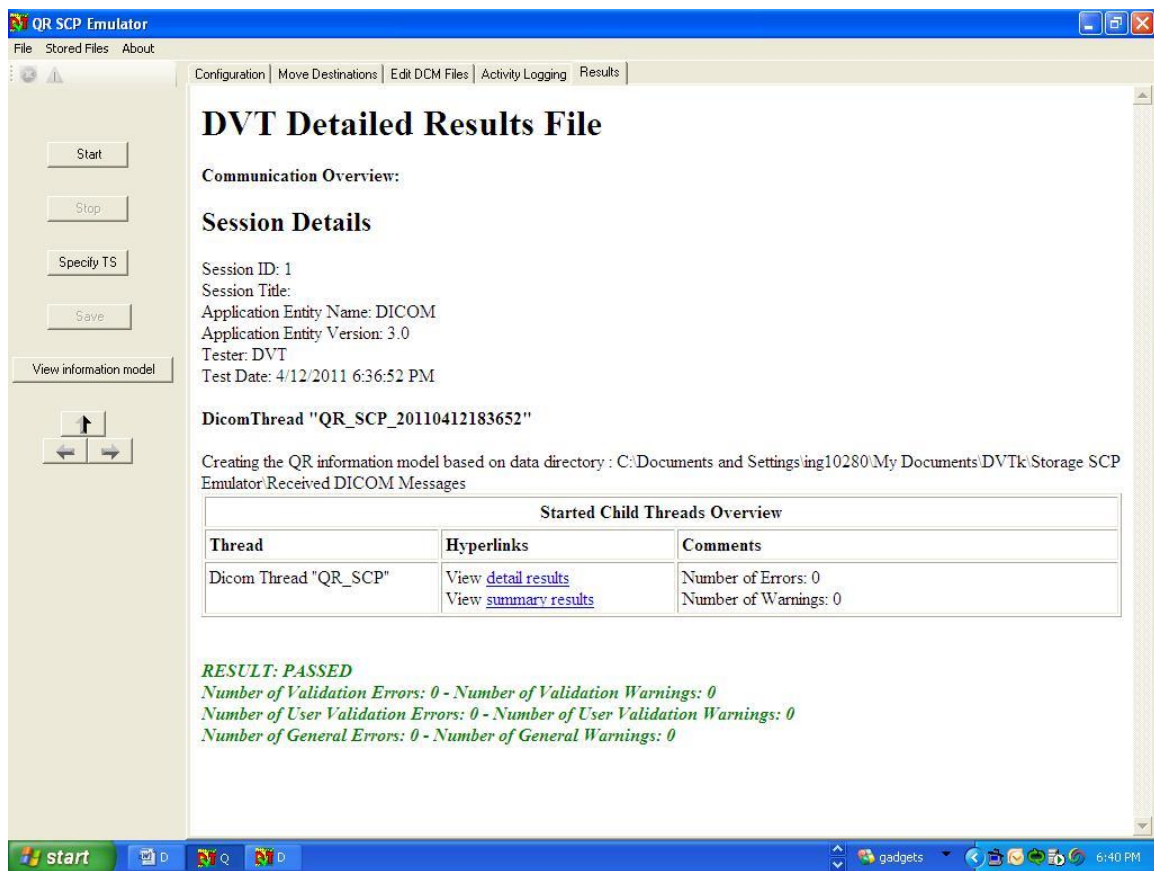 QR SCP Emulator
File Stored Files About
Configuration Move Destinations Edit DCM Files Activity Logging Results
Start
Stop
Specify TS
Save
View information model
DVT Detailed Results File
Communication Overview:
Session Details
Session ID: 1
Session Title:
Application Entity Name: DICOM
Application Entity Version: 3.0
Tester: DVT
Test Date: 4/12/2011 6:36:52 PM
DicomThread "QR_SCP_20110412183652"
Creating the QR information model based on data directory : C:\Documents and Settings\ing10280\My Documents\DVTk\Storage SCP
Emulator\Received DICOM Messages
Started Child Threads Overview
Thread Hyperlinks Comments
Dicom Thread "QR_SCP" View detail results Number of Errors: 0
View summary results Number of Warnings: 0
RESULT: PASSED
Number of Validation Errors: 0 - Number of Validation Warnings: 0
Number of User Validation Errors: 0 - Number of User Validation Warnings: 0
Number of General Errors: 0 - Number of General Warnings: 0
start D Q D gadgets 6:40 PM